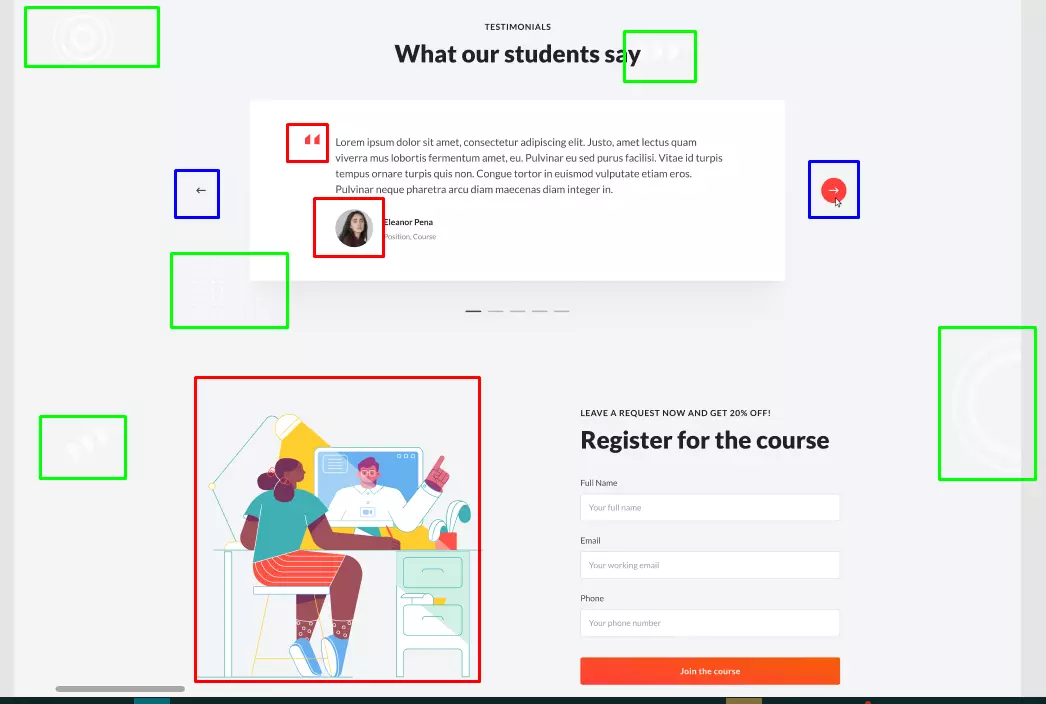 TESTIMONIALS
What our students say
“
Lorem ipsum dolor sit amet, consectetur adipiscing elit. Justo, amet lectus quam
viverra mus lobortis fermentum amet, eu. Pulvinar eu sed purus facilisi. Vitae id turpis
tempus ornare turpis quis non. Congue tortor in euismod vulputate etiam eros.
Pulvinar neque pharetra arcu diam maecenas diam integer in.
←
→
Eleanor Pena
Position, Course
LEAVE A REQUEST NOW AND GET 20% OFF!
Register for the course
Full Name
Your full name
Email
Your working email
Phone
Your phone number
Join the course